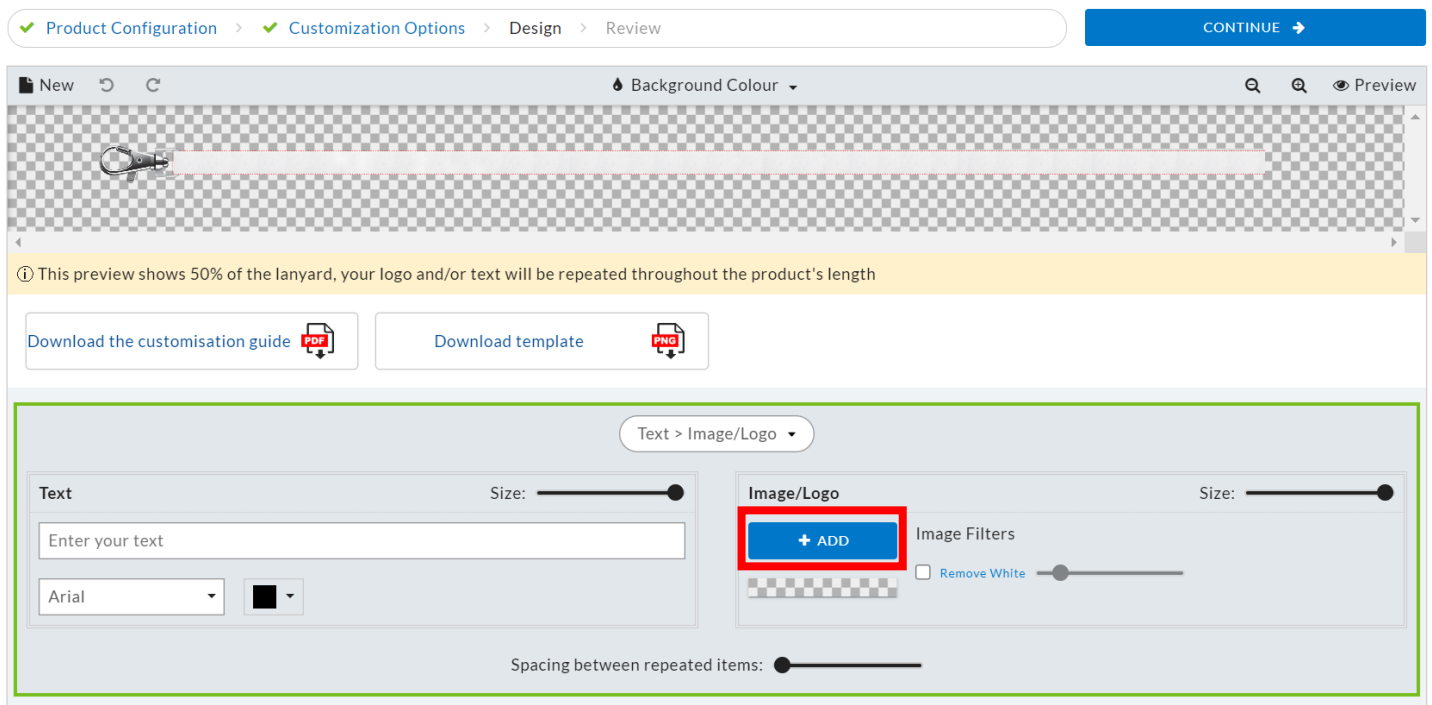 Product Configuration > Customization Options > Design > Review
CONTINUE
New
Background Colour
Preview
This preview shows 50% of the lanyard, your logo and/or text will be repeated throughout the product's length
Download the customisation guide PDF
Download template PNG
Text > Image/Logo
Text Size:
Image/Logo Size:
Enter your text
+ ADD
Image Filters
Remove White
Arial
Spacing between repeated items: